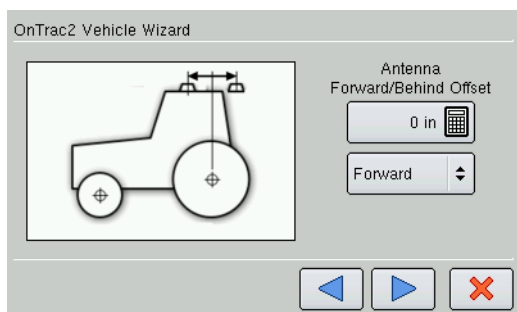 OnTrac2 Vehicle Wizard
Antenna
Forward/Behind Offset
0 in
Forward